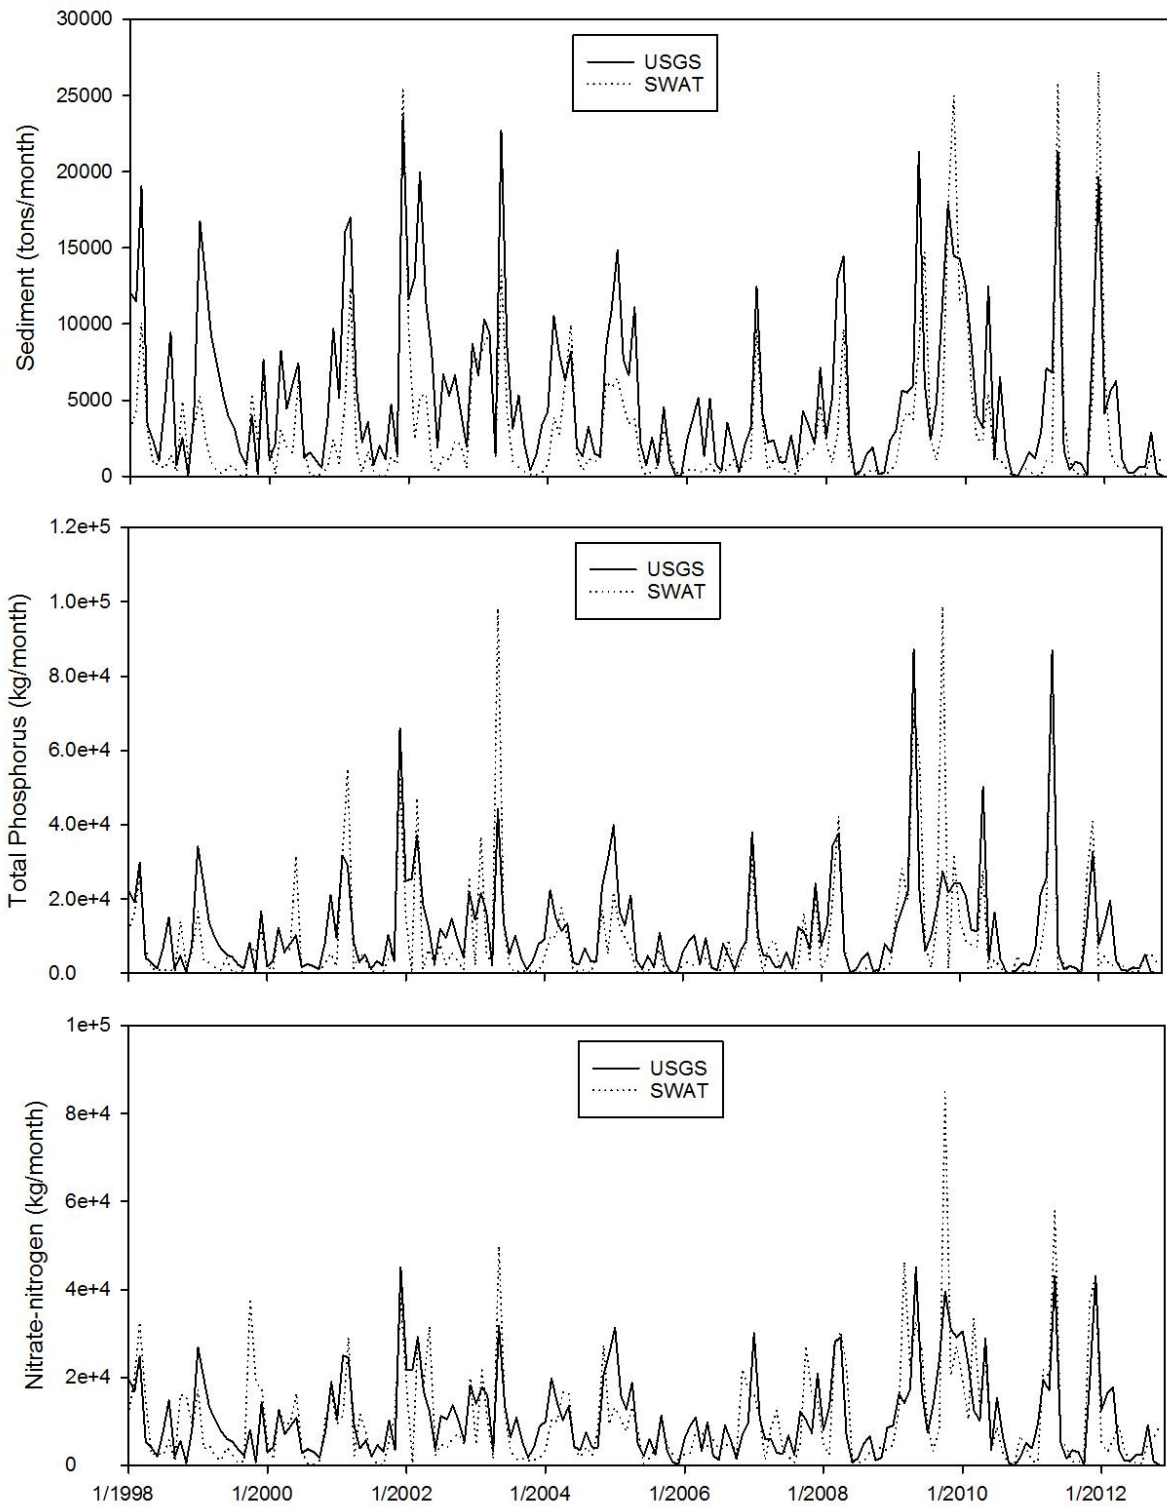 30000
25000
20000
15000
10000
5000
0
Sediment (tons/month)
USGS
SWAT
1.2e+5
1.0e+5
8.0e+4
6.0e+4
4.0e+4
2.0e+4
0.0
Total Phosphorus (kg/month)
USGS
SWAT
1e+5
8e+4
6e+4
4e+4
2e+4
0
Nitrate-nitrogen (kg/month)
USGS
SWAT
1/1998 1/2000 1/2002 1/2004 1/2006 1/2008 1/2010 1/2012